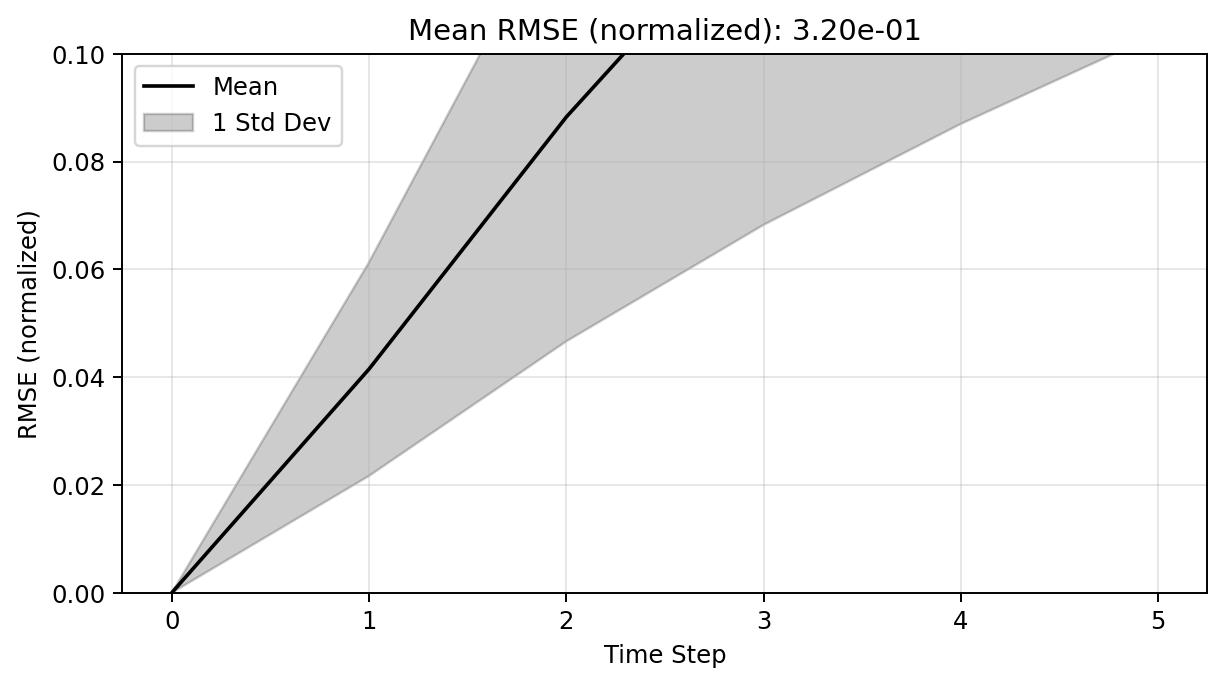 Mean RMSE (normalized): 3.20e-01
Mean
1 Std Dev
RMSE (normalized)
0.10
0.08
0.06
0.04
0.02
0.00
0 1 2 3 4 5
Time Step